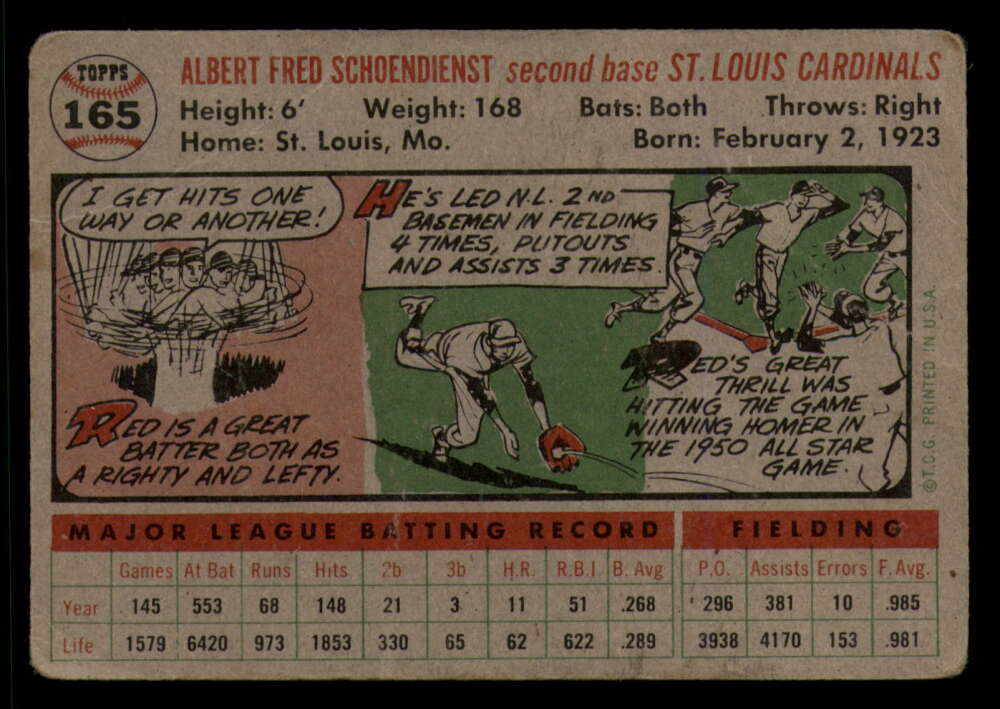 TOPPS
165
ALBERT FRED SCHOENDIENST second base ST. LOUIS CARDINALS
Height: 6' Weight: 168 Bats: Both Throws: Right
Home: St. Louis, Mo. Born: February 2, 1923
I GET HITS ONE
WAY OR ANOTHER!
RED IS A GREAT
BATTER BOTH AS
A RIGHTY AND LEFTY.
HE'S LED N.L. 2ND
BASEMEN IN FIELDING
4 TIMES, PUTOUTS
AND ASSISTS 3 TIMES.
RED'S GREAT
THRILL WAS
HITTING THE GAME
WINNING HOMER IN
THE 1950 ALL STAR
GAME.
© T.C.G. PRINTED IN U.S.A.
MAJOR LEAGUE BATTING RECORD FIELDING
Games At Bat Runs Hits 2b 3b H.R. R.B.I B. Avg P.O. Assists Errors F. Avg.
Year 145 553 68 148 21 3 11 51 .268 296 381 10 .985
Life 1579 6420 973 1853 330 65 62 622 .289 3938 4170 153 .981